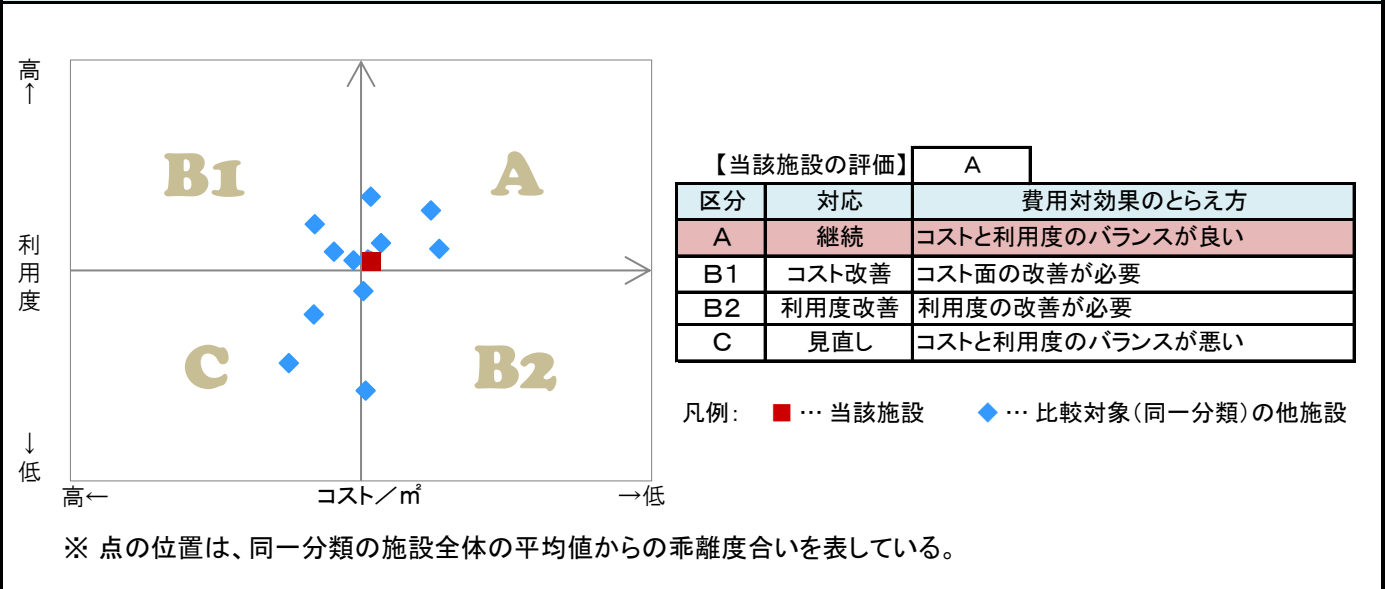 高
↑
B1
A
利
用
度
C
B2
↓
低
高←
コスト／㎡
→低
【当該施設の評価】 A
区分 対応 費用対効果のとらえ方
A 継続 コストと利用度のバランスが良い
B1 コスト改善 コスト面の改善が必要
B2 利用度改善 利用度の改善が必要
C 見直し コストと利用度のバランスが悪い
凡例： ■ … 当該施設 ◆ … 比較対象（同一分類）の他施設
※ 点の位置は、同一分類の施設全体の平均値からの乖離度合いを表している。